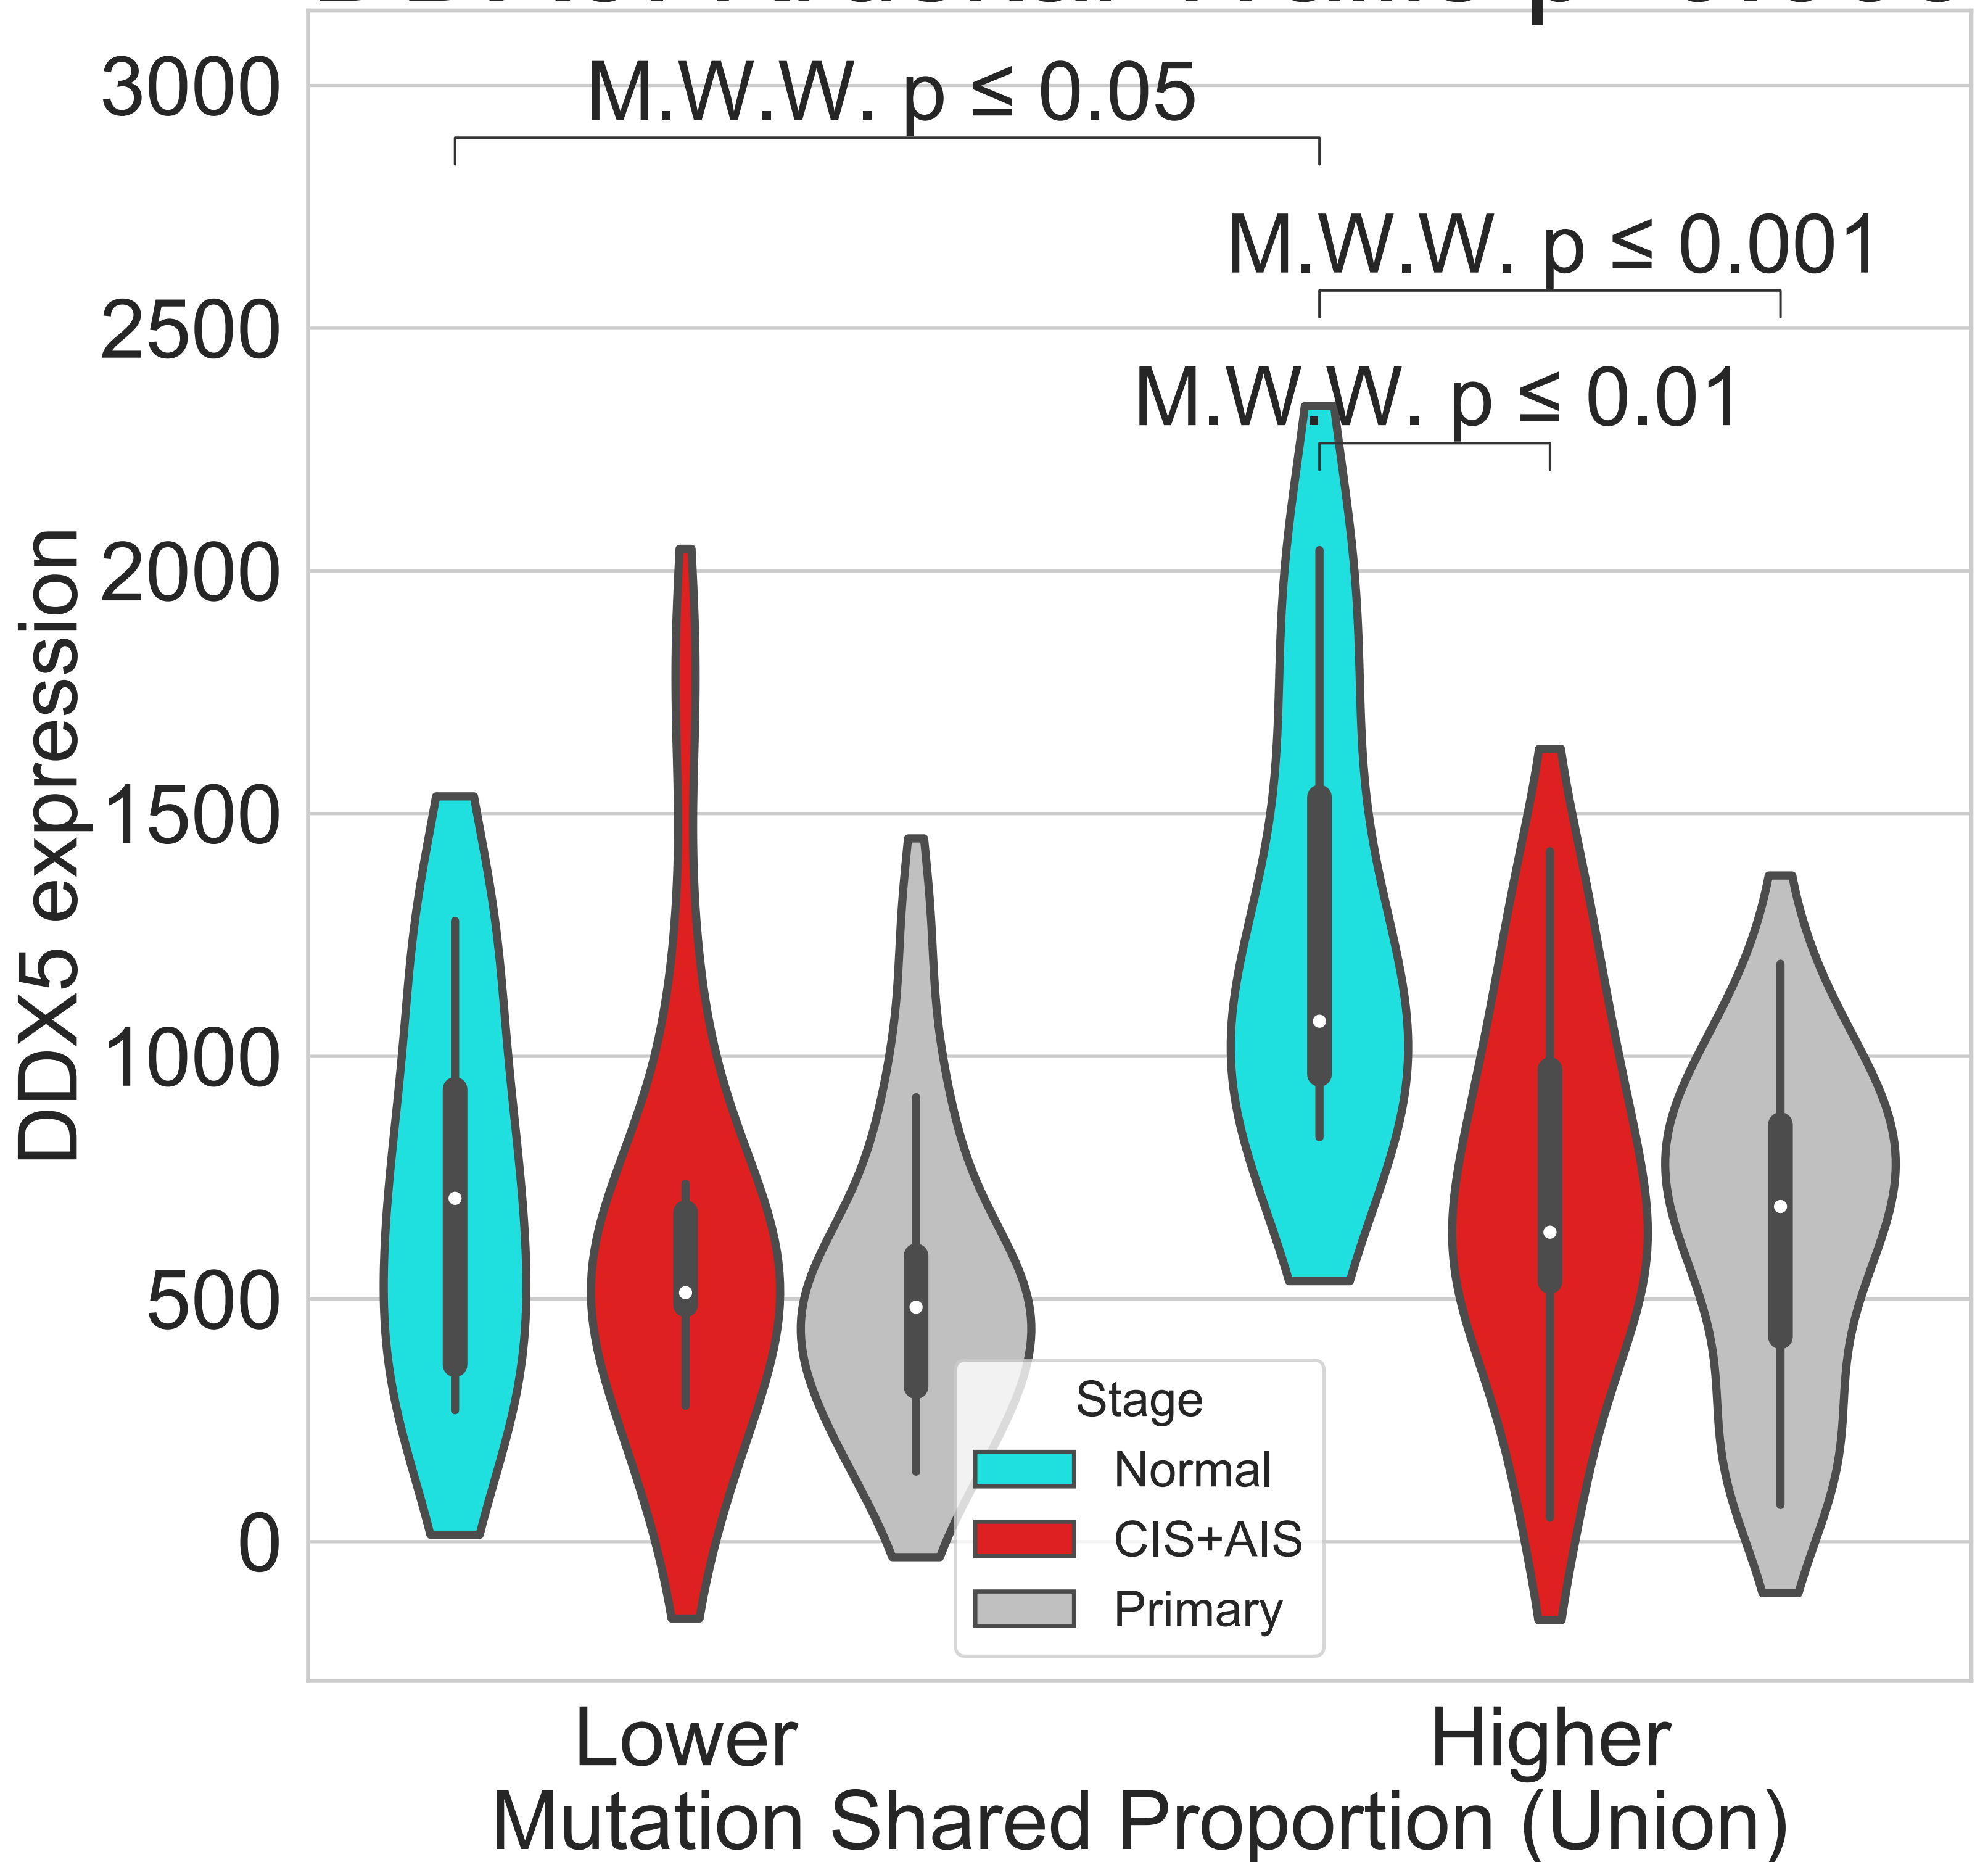 M.W.W. p ≤ 0.05
M.W.W. p ≤ 0.001
M.W.W. p ≤ 0.01
3000
2500
2000
1500
1000
500
0
DDX5 expression
Stage
Normal
CIS+AIS
Primary
Lower
Higher
Mutation Shared Proportion (Union)